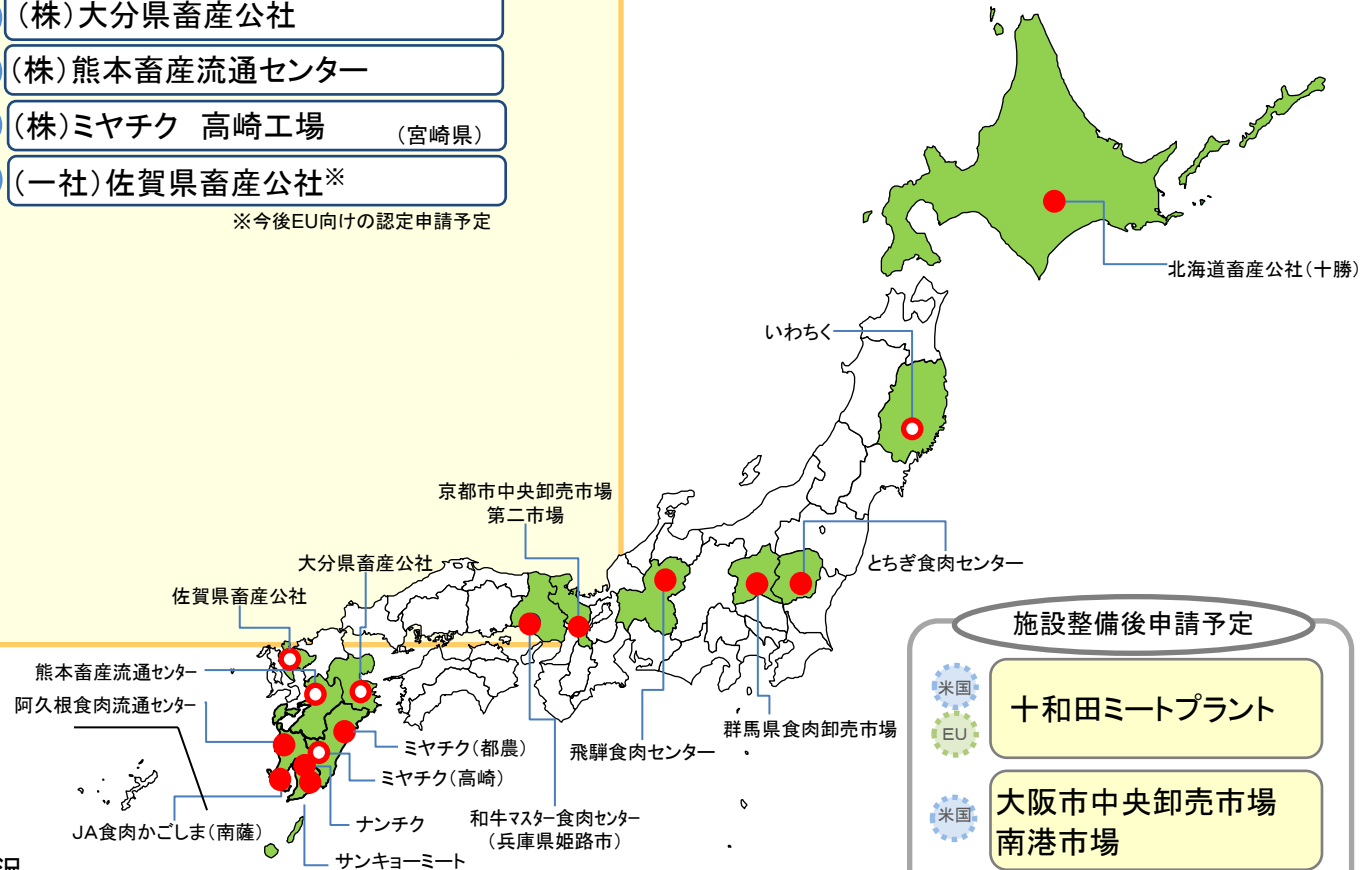 (株)大分県畜産公社
(株)熊本畜産流通センター
(株)ミヤチク 高崎工場 (宮崎県)
(一社)佐賀県畜産公社※
※今後EU向けの認定申請予定
北海道畜産公社(十勝)
いわちく
京都市中央卸売市場
第二市場
大分県畜産公社
とちぎ食肉センター
佐賀県畜産公社
熊本畜産流通センター
阿久根食肉流通センター
群馬県食肉卸売市場
飛騨食肉センター
ミヤチク(都農)
ミヤチク(高崎)
和牛マスター食肉センター
(兵庫県姫路市)
ナンチク
JA食肉かごしま(南薩)
サンキョーミート
施設整備後申請予定
米国
EU
十和田ミートプラント
米国
大阪市中央卸売市場
南港市場